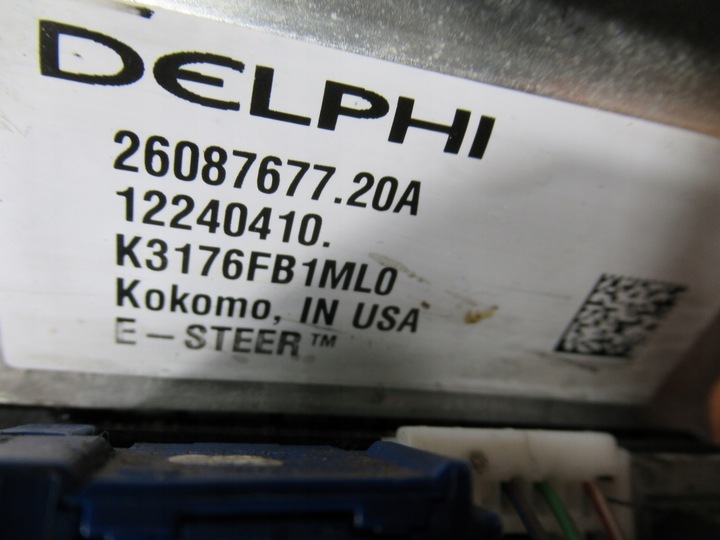 DELPHI
26087677.20A
12240410.
K3176FB1ML0
Kokomo, IN USA
E-STEER™